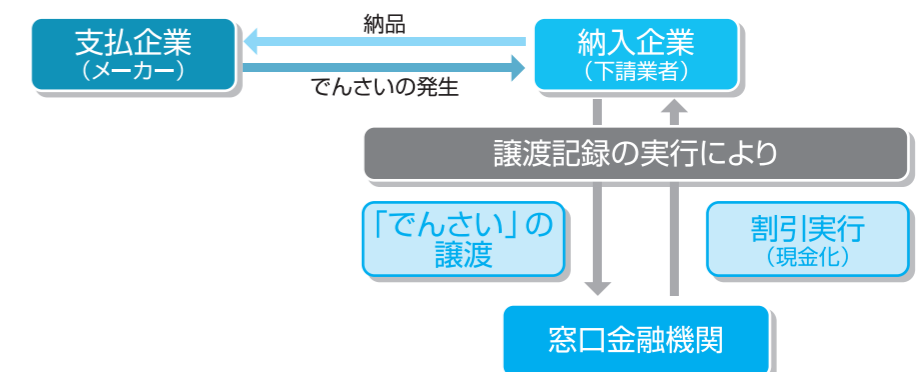 支払企業
（メーカー）
納品
でんさいの発生
納入企業
（下請業者）
譲渡記録の実行により
「でんさい」の
譲渡
割引実行
（現金化）
窓口金融機関